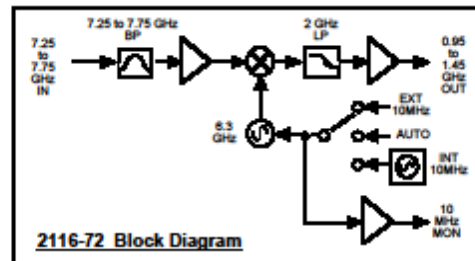 7.25 to 7.75 GHz
BP
2 GHz
LP
7.25
to
7.75
GHz
IN
0.95
to
1.45
GHz
OUT
6.3
GHz
EXT
10MHz
AUTO
INT
10MHz
10
MHz
MON
2116-72 Block Diagram